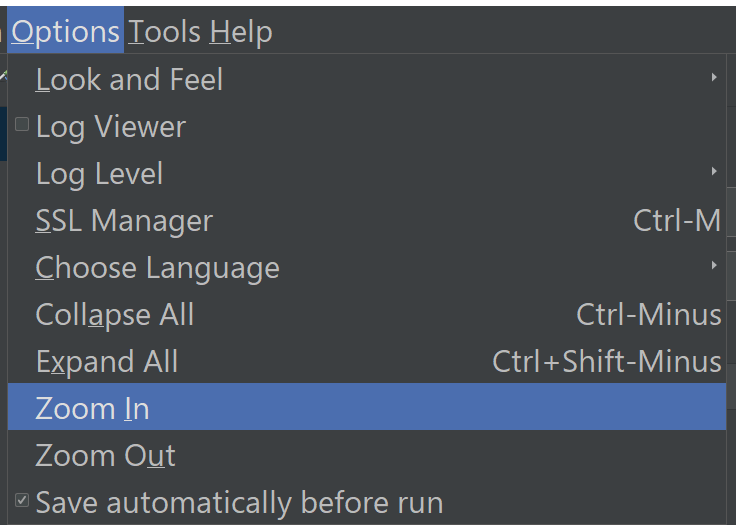 Options Tools Help
Look and Feel
Log Viewer
Log Level
SSL Manager Ctrl-M
Choose Language
Collapse All Ctrl-Minus
Expand All Ctrl+Shift-Minus
Zoom In
Zoom Out
Save automatically before run